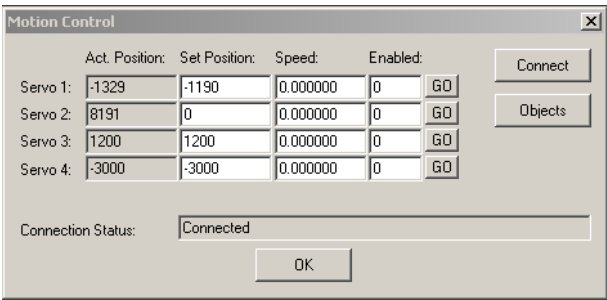 Motion Control
Act. Position: Set Position: Speed: Enabled:
Connect
Servo 1: -1329 -1190 0.000000 0 GO
Servo 2: 8191 0 0.000000 0 GO
Objects
Servo 3: 1200 1200 0.000000 0 GO
Servo 4: -3000 -3000 0.000000 0 GO
Connection Status: Connected
OK